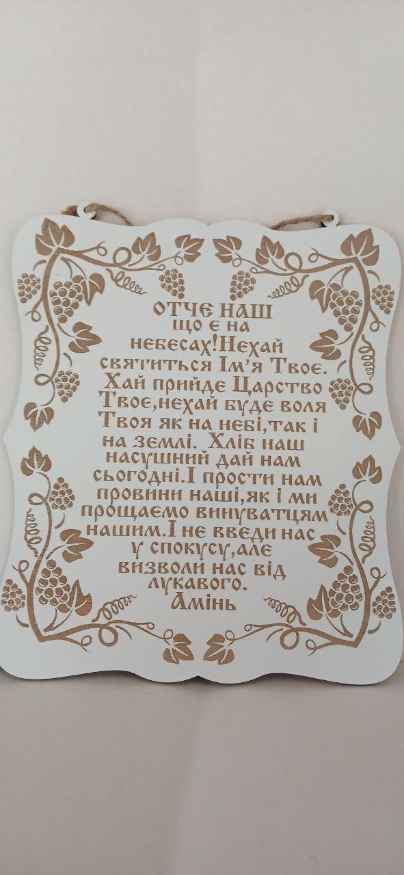 ОТЧЕ НАШ
що є на
небесах!Нехай
святиться Ім'я Твоє.
Хай прийде Царство
Твоє,нехай буде воля
Твоя як на небі,так і
на землі. Хліб наш
насушний дай нам
сьогодні.І прости нам
провини наші,як і ми
прощаємо винуватцям
нашим.І не введи нас
у спокусу,але
визволи нас від
лукавого.
Амінь